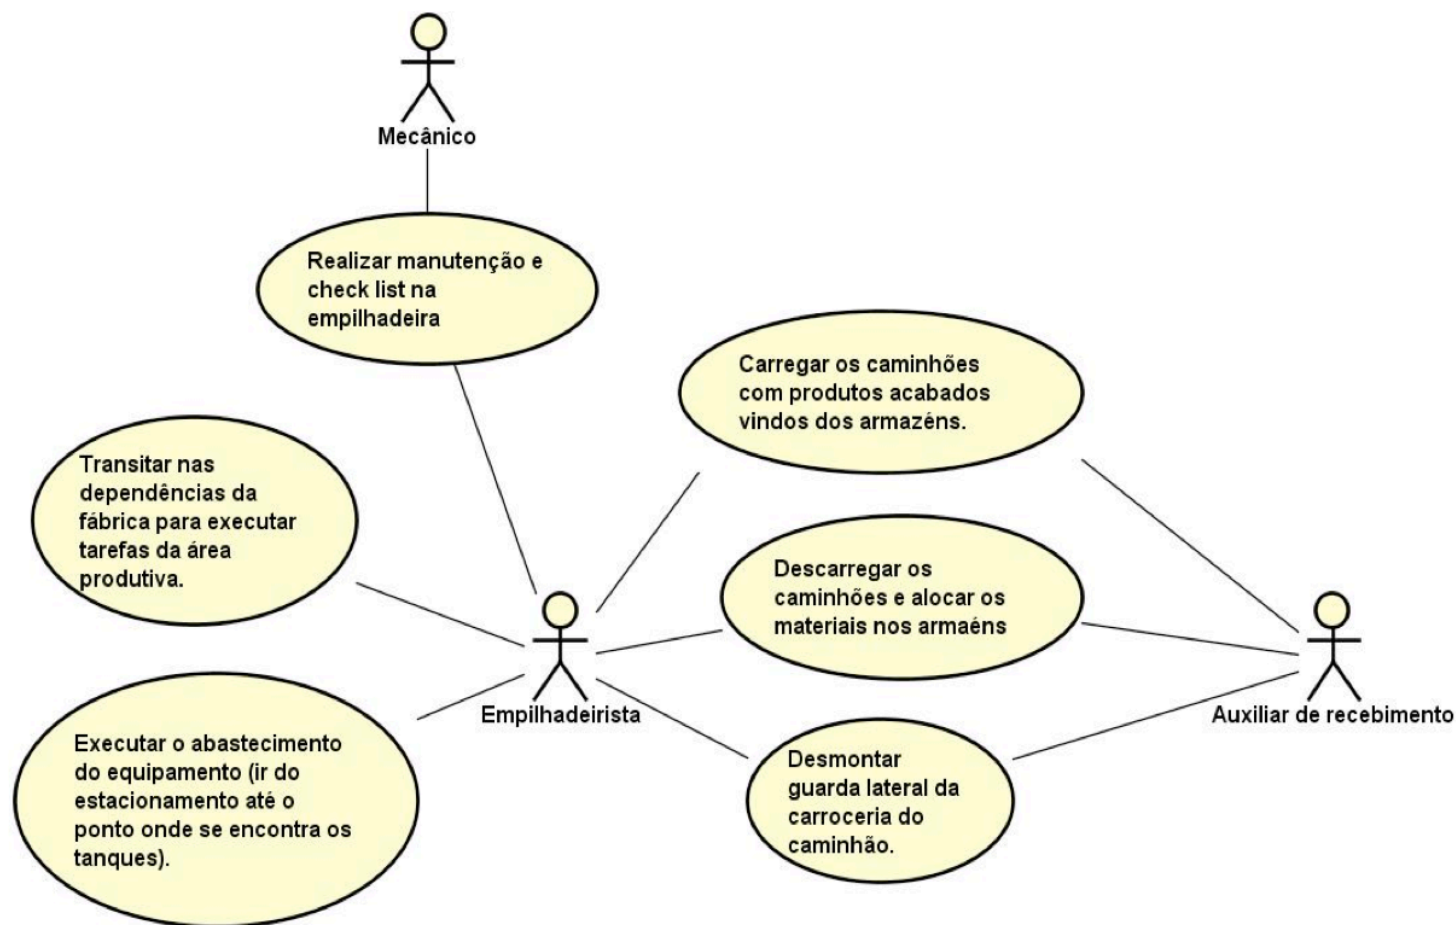 Mecânico
Realizar manutenção e
check list na
empilhadeira
Carregar os caminhões
com produtos acabados
vindos dos armazéns.
Transitar nas
dependências da
fábrica para executar
tarefas da área
produtiva.
Descarregar os
caminhões e alocar os
materiais nos armaéns
Empilhadeirista
Auxiliar de recebimento
Executar o abastecimento
do equipamento (ir do
estacionamento até o
ponto onde se encontra os
tanques).
Desmontar
guarda lateral da
carroceria do
caminhão.